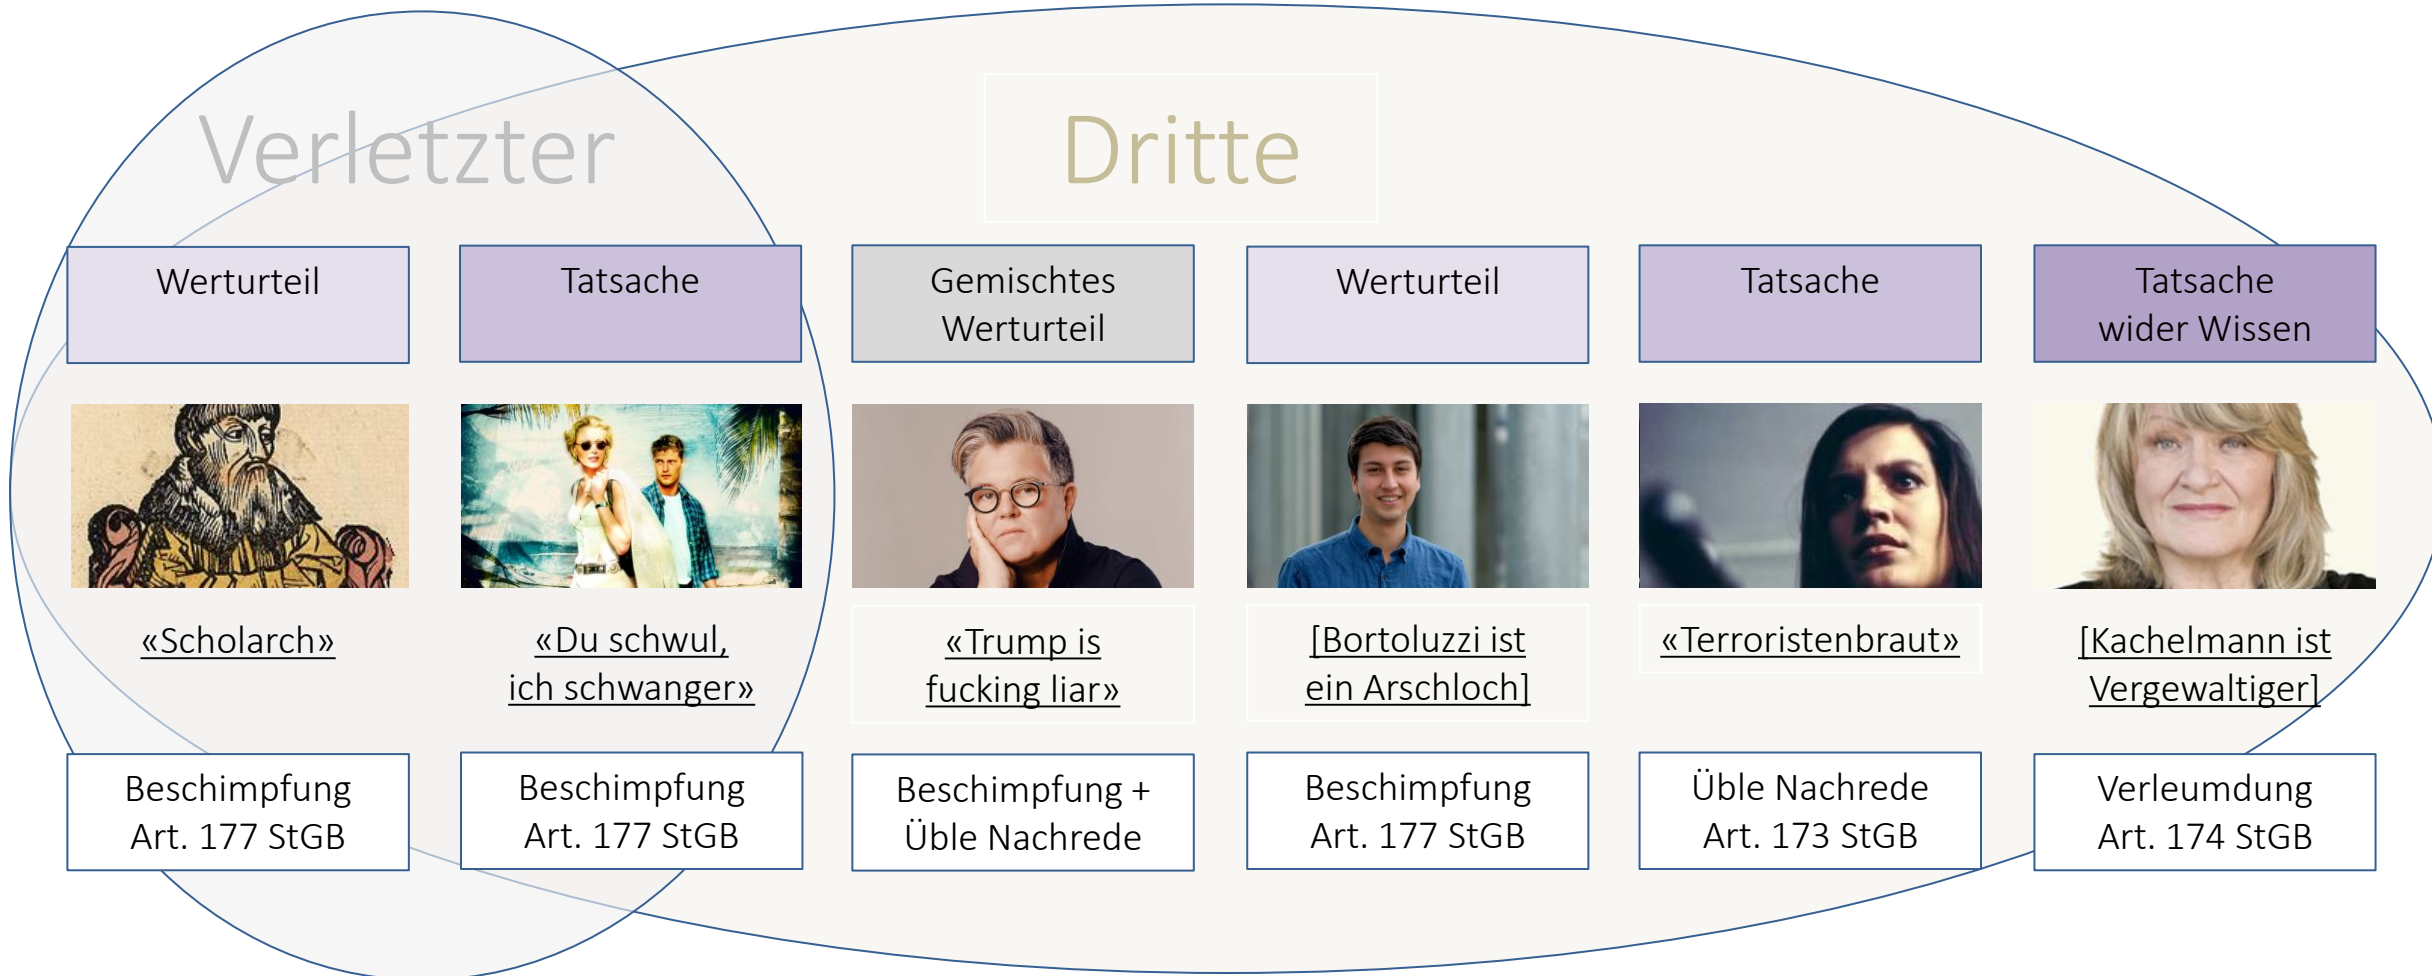 Verletzter
Dritte
Werturteil
Tatsache
Gemischtes
Werturteil
Werturteil
Tatsache
Tatsache
wider Wissen
«Scholarch»
«Du schwul,
ich schwanger»
«Trump is
fucking liar»
[Bortoluzzi ist
ein Arschloch]
«Terroristenbraut»
[Kachelmann ist
Vergewaltiger]
Beschimpfung
Art. 177 StGB
Beschimpfung
Art. 177 StGB
Beschimpfung +
Üble Nachrede
Beschimpfung
Art. 177 StGB
Üble Nachrede
Art. 173 StGB
Verleumdung
Art. 174 StGB